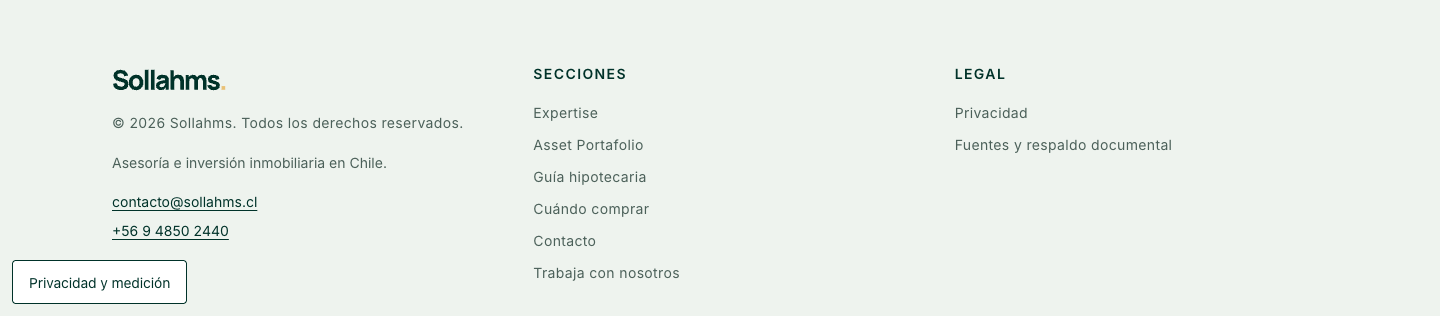 Sollahms.
© 2026 Sollahms. Todos los derechos reservados.
Asesoría e inversión inmobiliaria en Chile.
contacto@sollahms.cl
+56 9 4850 2440
Privacidad y medición
SECCIONES
Expertise
Asset Portafolio
Guía hipotecaria
Cuándo comprar
Contacto
Trabaja con nosotros
LEGAL
Privacidad
Fuentes y respaldo documental